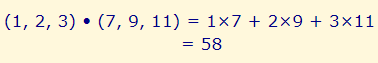 (1, 2, 3) • (7, 9, 11) = 1×7 + 2×9 + 3×11
= 58